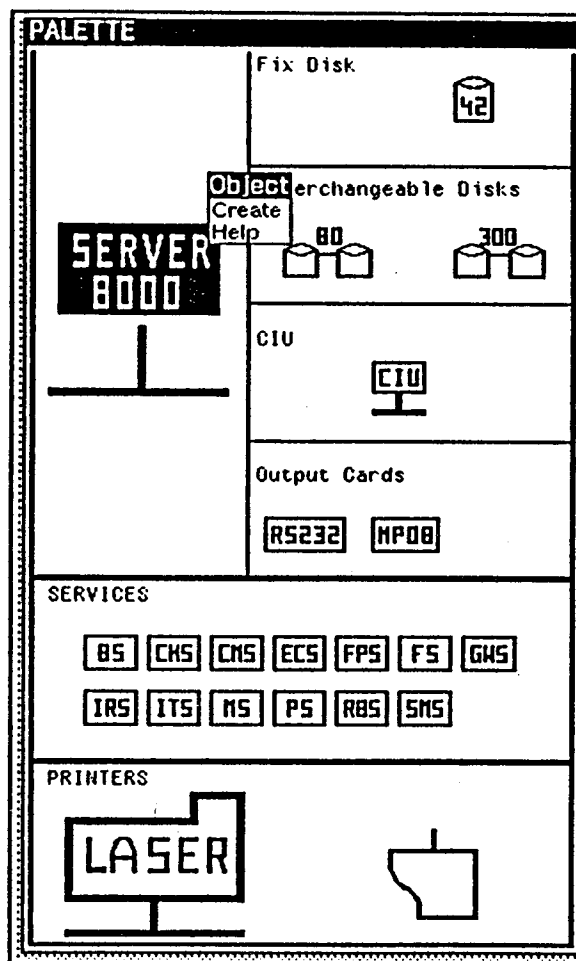 PALETTE
Fix Disk
42
Object
erchangeable Disks
Create
Help
80 300
SERVER
8000
CIU
CIU
Output Cards
RS232 MP08
SERVICES
BS CHS CMS ECS FPS FS GWS
IRS ITS MS PS RBS SMS
PRINTERS
LASER